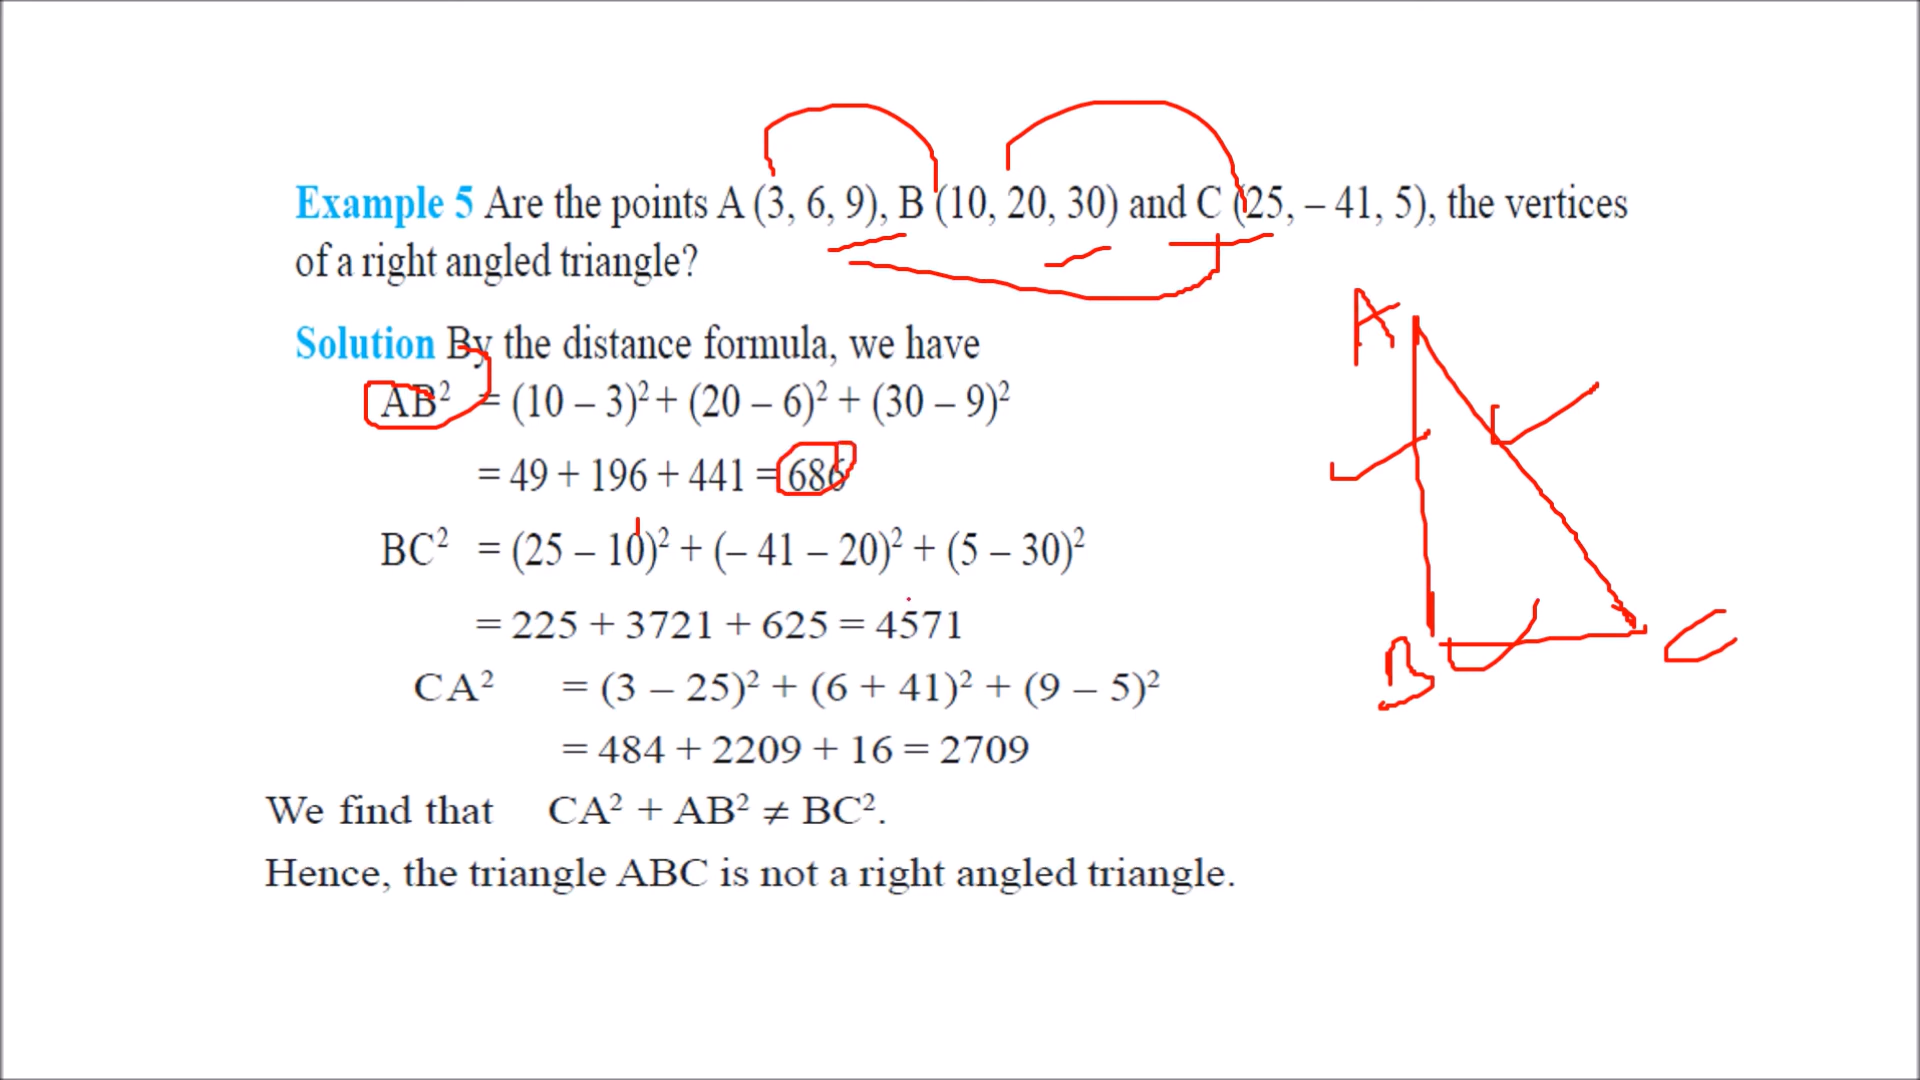 Example 5 Are the points A (3, 6, 9), B (10, 20, 30) and C (25, – 41, 5), the vertices
of a right angled triangle?
Solution By the distance formula, we have
AB² = (10 – 3)² + (20 – 6)² + (30 – 9)²
= 49 + 196 + 441 = 686
BC² = (25 – 10)² + (– 41 – 20)² + (5 – 30)²
= 225 + 3721 + 625 = 4571
CA² = (3 – 25)² + (6 + 41)² + (9 – 5)²
= 484 + 2209 + 16 = 2709
We find that CA² + AB² ≠ BC².
Hence, the triangle ABC is not a right angled triangle.
A
B
C